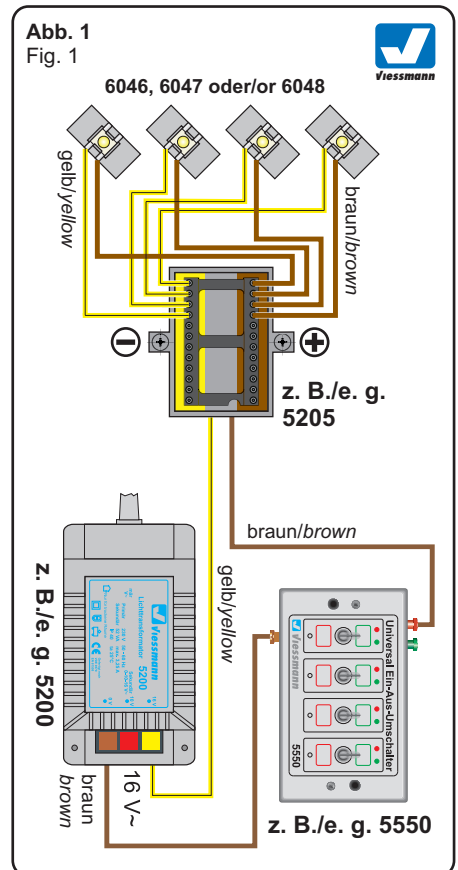 Abb. 1
Fig. 1
Viessmann
6046, 6047 oder/or 6048
gelb/yellow
braun/brown
z. B./e. g.
5205
braun/brown
gelb/yellow
z. B./e. g. 5200
Viessmann
Lichttransformator 5200
braun
brown
16 V~
Viessmann
Universal Ein-Aus-Umschalter
5550
z. B./e. g. 5550